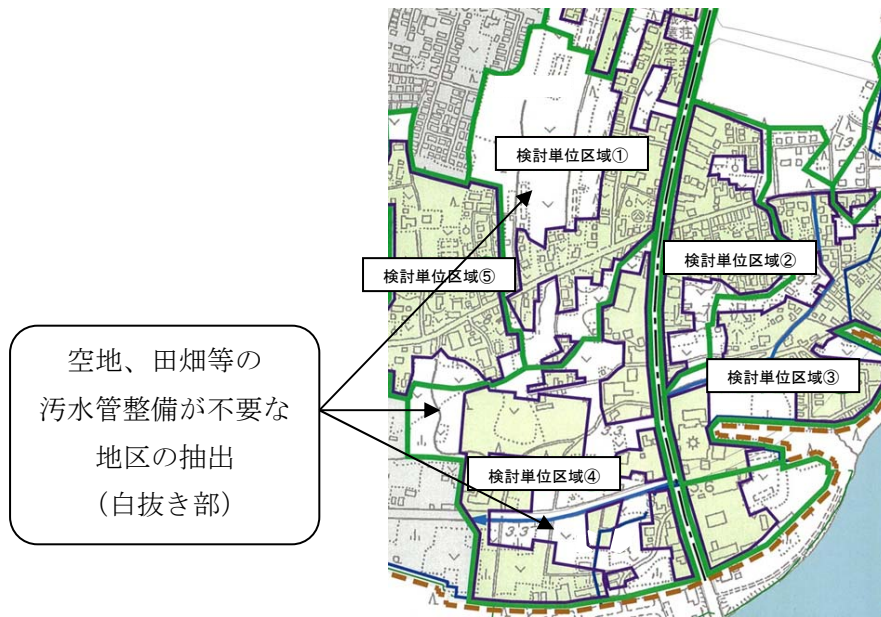 検討単位区域①
検討単位区域②
検討単位区域⑤
検討単位区域③
検討単位区域④
空地、田畑等の
汚水管整備が不要な
地区の抽出
（白抜き部）
3.3